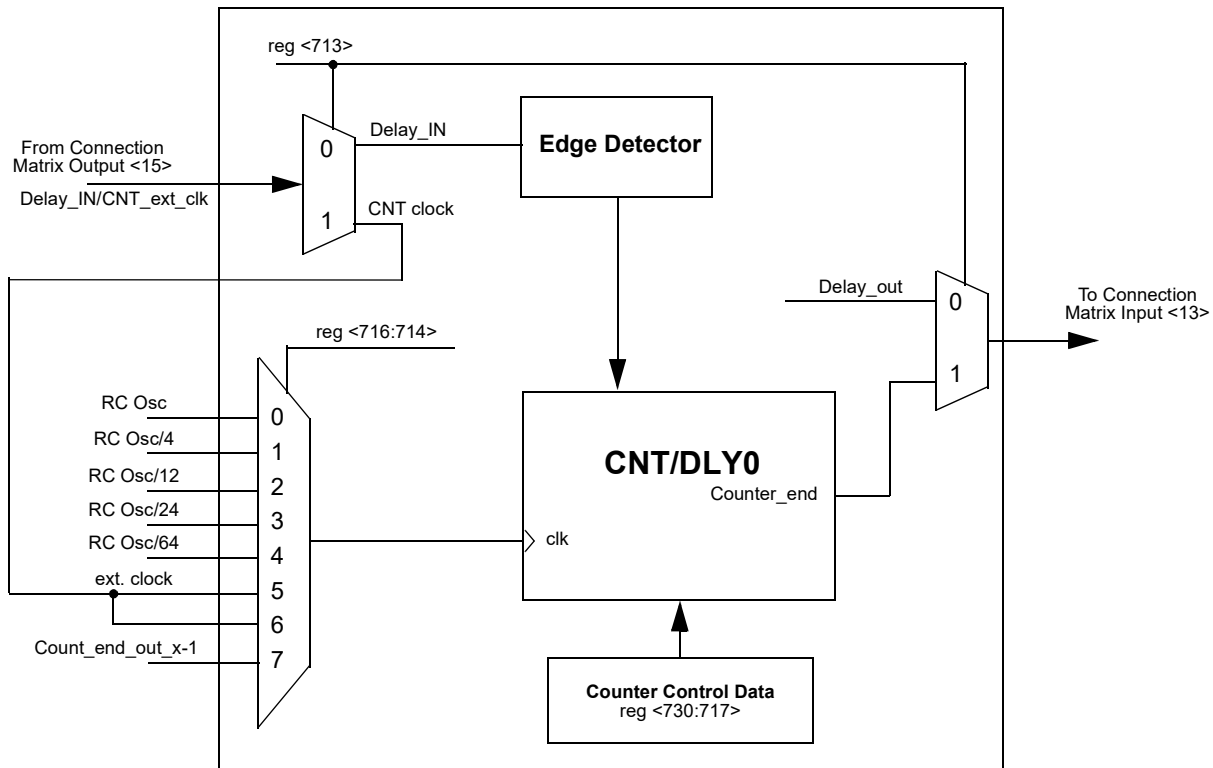 reg <713>
From Connection
Matrix Output <15>
Delay_IN/CNT_ext_clk
0
1
Delay_IN
CNT clock
Edge Detector
Delay_out
0
1
To Connection
Matrix Input <13>
reg <716:714>
RC Osc
RC Osc/4
RC Osc/12
RC Osc/24
RC Osc/64
ext. clock
Count_end_out_x-1
0
1
2
3
4
5
6
7
CNT/DLY0
Counter_end
clk
Counter Control Data
reg <730:717>